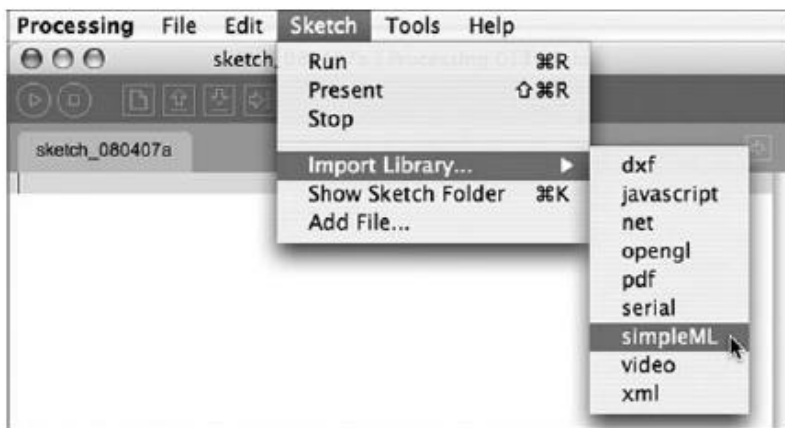 Processing File Edit Sketch Tools Help
sketch
Run ⌘R
Present ⇧⌘R
Stop
sketch_080407a
Import Library... ▶
Show Sketch Folder ⌘K
Add File...
dxf
javascript
net
opengl
pdf
serial
simpleML
video
xml